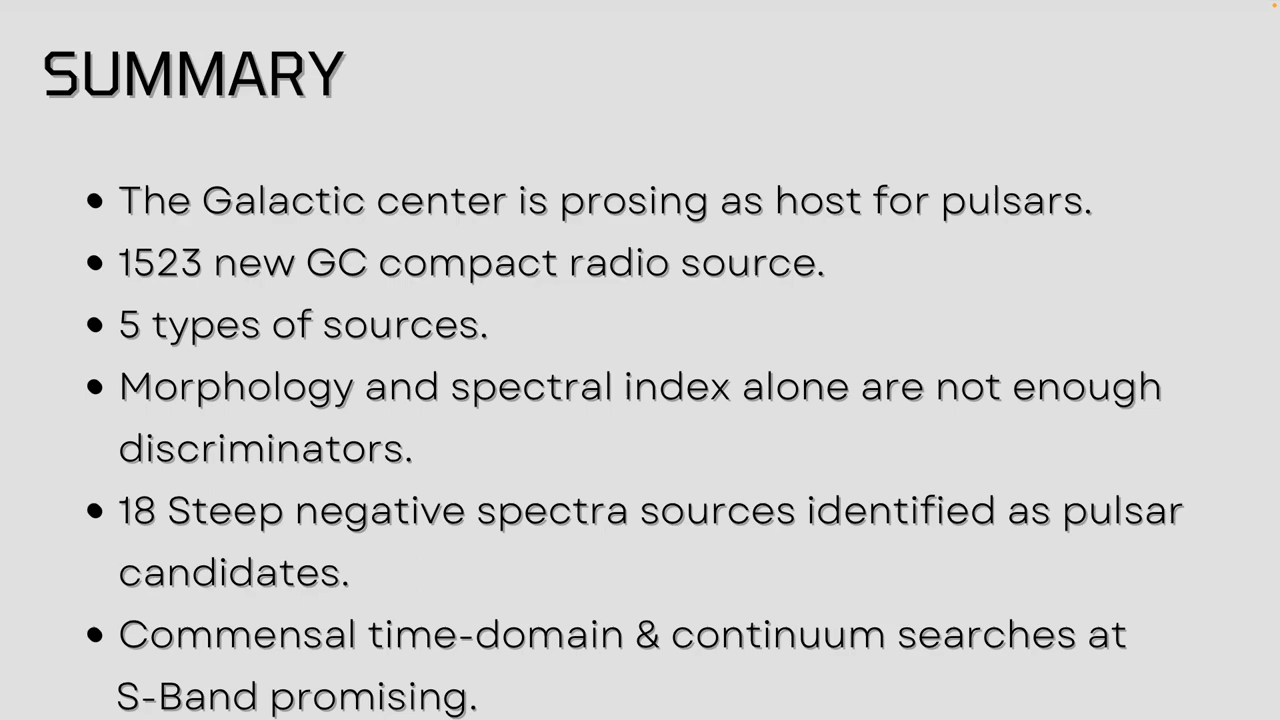 SUMMARY
• The Galactic center is prosing as host for pulsars.
• 1523 new GC compact radio source.
• 5 types of sources.
• Morphology and spectral index alone are not enough
discriminators.
• 18 Steep negative spectra sources identified as pulsar
candidates.
• Commensal time-domain & continuum searches at
S-Band promising.